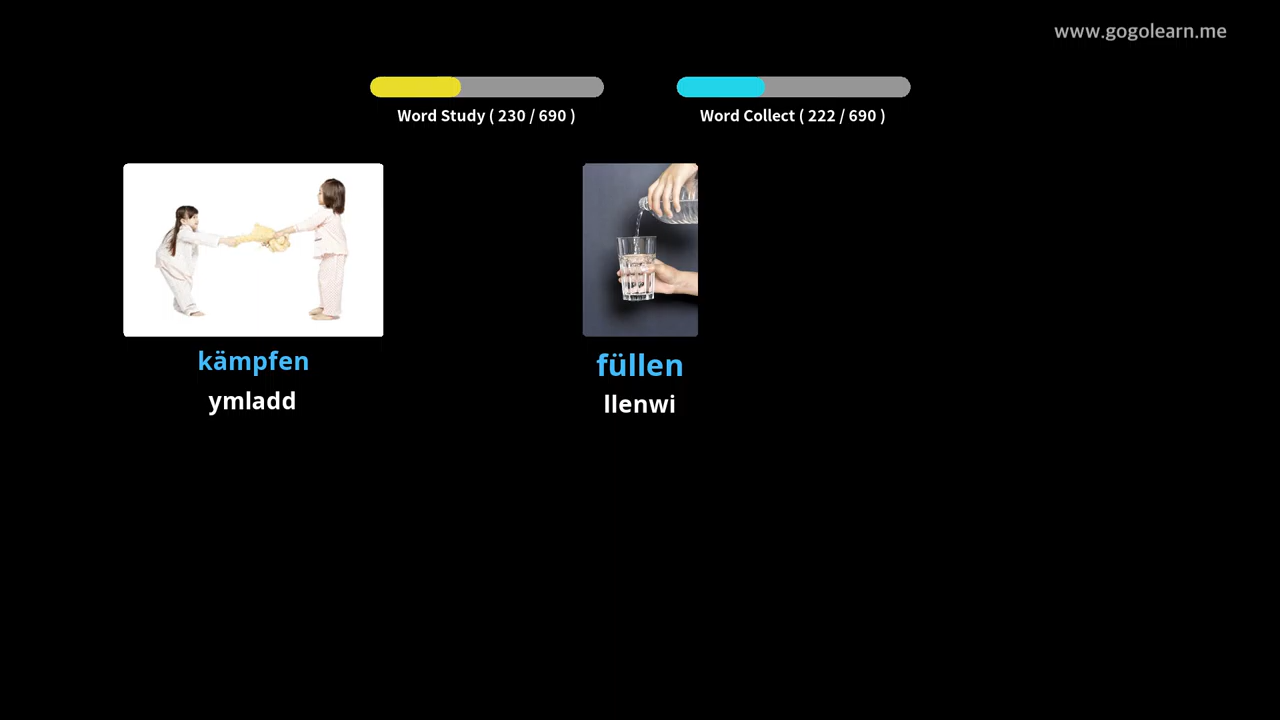 www.gogolearn.me
Word Study ( 230 / 690 )
Word Collect ( 222 / 690 )
kämpfen
ymladd
füllen
llenwi